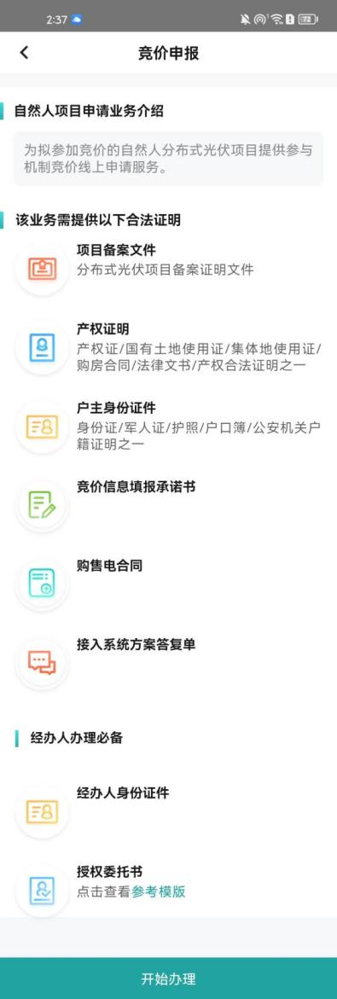 2:37
72
竞价申报
自然人项目申请业务介绍
为拟参加竞价的自然人分布式光伏项目提供参与
机制竞价线上申请服务。
该业务需提供以下合法证明
项目备案文件
分布式光伏项目备案证明文件
产权证明
产权证/国有土地使用证/集体地使用证/
购房合同/法律文书/产权合法证明之一
户主身份证件
身份证/军人证/护照/户口簿/公安机关户
籍证明之一
竞价信息填报承诺书
购售电合同
接入系统方案答复单
经办人办理必备
经办人身份证件
授权委托书
点击查看参考模版
开始办理